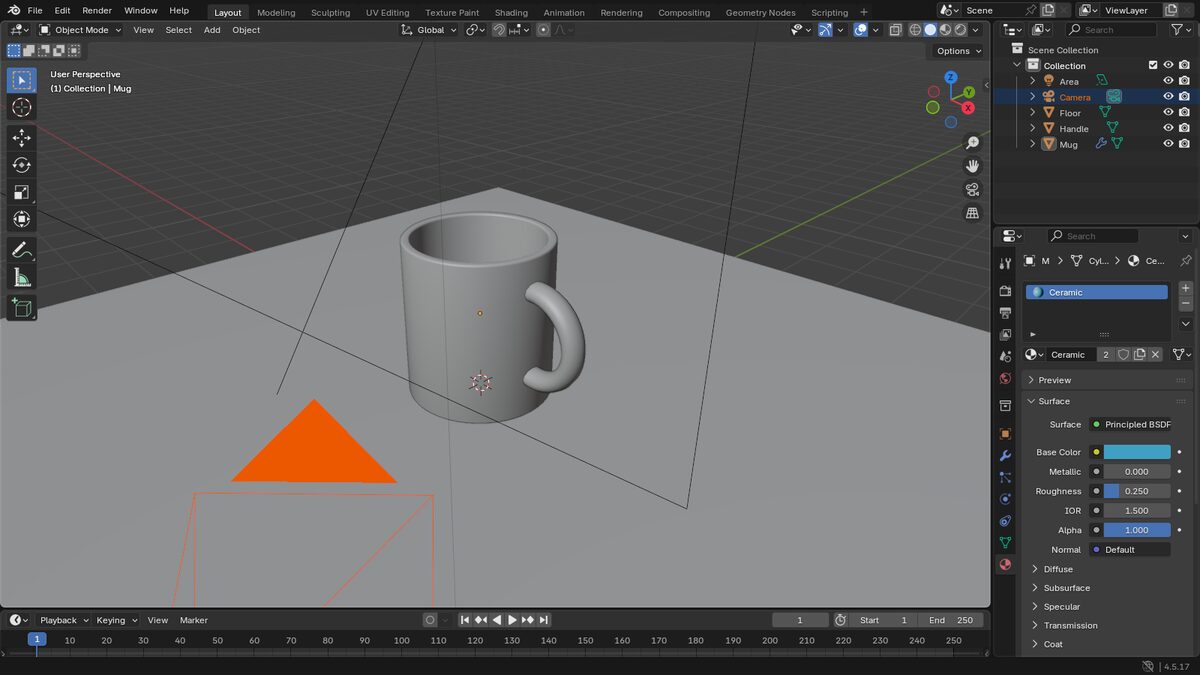 File Edit Render Window Help Layout Modeling Sculpting UV Editing Texture Paint Shading Animation Rendering Compositing Geometry Nodes Scripting + Scene ViewLayer
Object Mode View Select Add Object Global Search
Options
User Perspective
(1) Collection | Mug
Z
Y
X
Scene Collection
Collection
Area
Camera
Floor
Handle
Mug
Search
M Cyl... Ce...
Ceramic
Ceramic 2
Preview
Surface
Surface Principled BSDF
Base Color
Metallic 0.000
Roughness 0.250
IOR 1.500
Alpha 1.000
Normal Default
Diffuse
Subsurface
Specular
Transmission
Coat
Playback Keying View Marker 1 Start 1 End 250
1 10 20 30 40 50 60 70 80 90 100 110 120 130 140 150 160 170 180 190 200 210 220 230 240 250
4.5.17